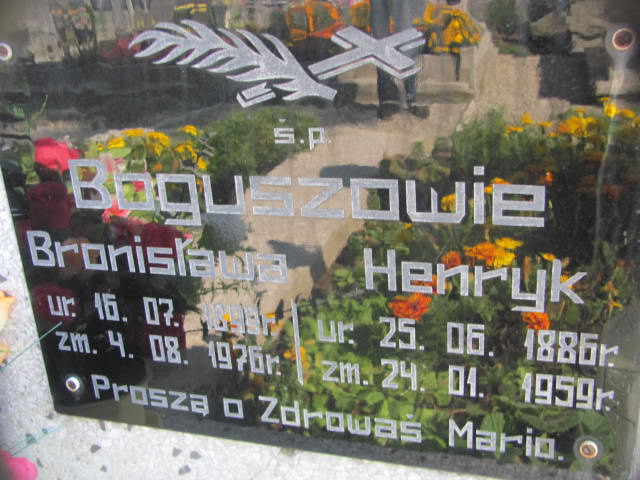 ś.p.
Boguszowie
Bronisława
ur. 16. 07.
zm. 4. 08. 1976r.
Henryk
ur. 25. 06. 1886r.
zm. 24. 01. 1959r.
Proszą o Zdrowaś Mario.